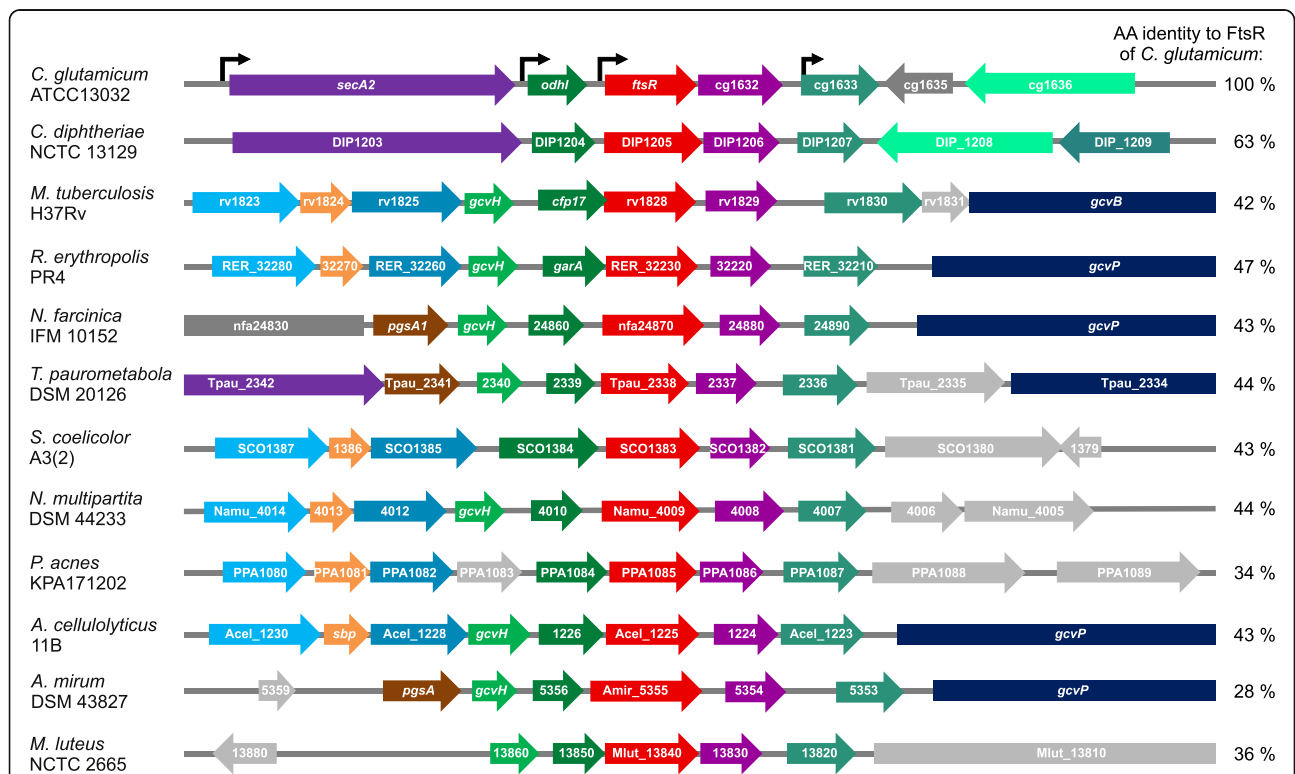 AA identity to FtsR
of C. glutamicum:
C. glutamicum
ATCC13032
secA2 odhI ftsR cg1632 cg1633 cg1635 cg1636 100 %
C. diphtheriae
NCTC 13129
DIP1203 DIP1204 DIP1205 DIP1206 DIP1207 DIP_1208 DIP_1209 63 %
M. tuberculosis
H37Rv
rv1823 rv1824 rv1825 gcvH cfp17 rv1828 rv1829 rv1830 rv1831 gcvB 42 %
R. erythropolis
PR4
RER_32280 32270 RER_32260 gcvH garA RER_32230 32220 RER_32210 gcvP 47 %
N. farcinica
IFM 10152
nfa24830 pgsA1 gcvH 24860 nfa24870 24880 24890 gcvP 43 %
T. paurometabola
DSM 20126
Tpau_2342 Tpau_2341 2340 2339 Tpau_2338 2337 2336 Tpau_2335 Tpau_2334 44 %
S. coelicolor
A3(2)
SCO1387 1386 SCO1385 SCO1384 SCO1383 SCO1382 SCO1381 SCO1380 1379 43 %
N. multipartita
DSM 44233
Namu_4014 4013 4012 gcvH 4010 Namu_4009 4008 4007 4006 Namu_4005 44 %
P. acnes
KPA171202
PPA1080 PPA1081 PPA1082 PPA1083 PPA1084 PPA1085 PPA1086 PPA1087 PPA1088 PPA1089 34 %
A. cellulolyticus
11B
Acel_1230 sbp Acel_1228 gcvH 1226 Acel_1225 1224 Acel_1223 gcvP 43 %
A. mirum
DSM 43827
5359 pgsA gcvH 5356 Amir_5355 5354 5353 gcvP 28 %
M. luteus
NCTC 2665
13880 13860 13850 Mlut_13840 13830 13820 Mlut_13810 36 %